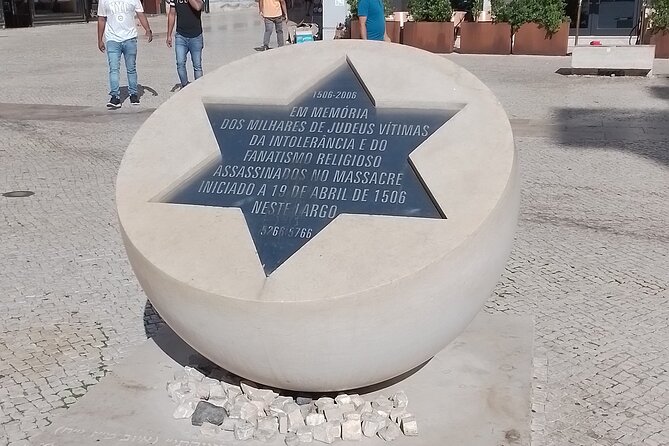 1506-2006
EM MEMÓRIA
DOS MILHARES DE JUDEUS VÍTIMAS
DA INTOLERÂNCIA E DO
FANATISMO RELIGIOSO
ASSASSINADOS NO MASSACRE
INICIADO A 19 DE ABRIL DE 1506
NESTE LARGO
5266-5766